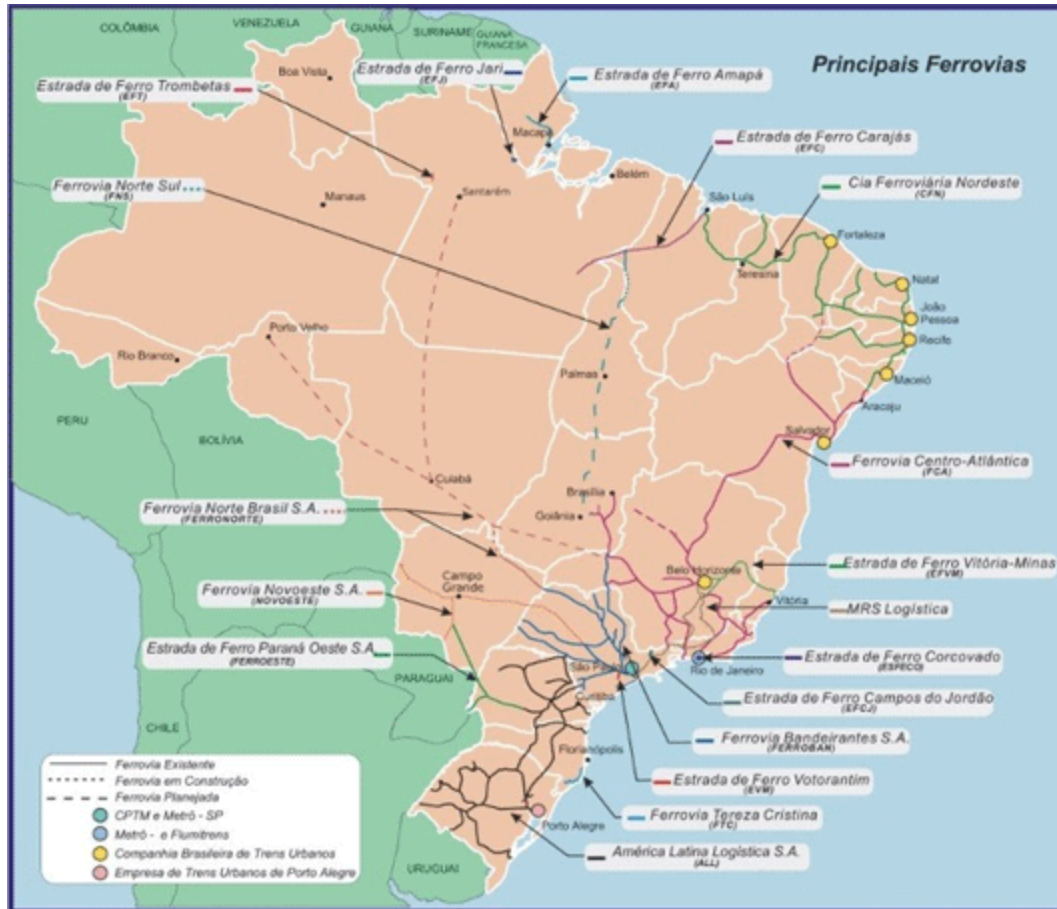 COLÔMBIA
VENEZUELA
GUIANA
SURINAME
GUIANA
FRANCESA
Principais Ferrovias
Boa Vista
Estrada de Ferro Jari
(EFJ)
Estrada de Ferro Amapá
(EFA)
Estrada de Ferro Trombetas
(EFT)
Macapá
Estrada de Ferro Carajás
(EFC)
Belém
Ferrovia Norte Sul
(FNS)
Manaus
Santarém
Cia Ferroviária Nordeste
(CFN)
São Luís
Fortaleza
Teresina
Natal
João
Pessoa
Recife
Porto Velho
Rio Branco
Palmas
Maceió
Aracaju
PERU
BOLÍVIA
Salvador
Ferrovia Centro-Atlântica
(FCA)
Cuiabá
Brasília
Goiânia
Ferrovia Norte Brasil S.A.
(FERRONORTE)
Estrada de Ferro Vitória-Minas
(EFVM)
Belo Horizonte
Campo
Grande
Ferrovia Novoeste S.A.
(NOVOESTE)
Vitória
MRS Logística
Estrada de Ferro Paraná Oeste S.A
(FERROESTE)
São Paulo
Rio de Janeiro
Estrada de Ferro Corcovado
(ESFECO)
PARAGUAI
Curitiba
Estrada de Ferro Campos do Jordão
(EFCJ)
CHILE
Ferrovia Bandeirantes S.A.
(FERROBAN)
Florianópolis
Estrada de Ferro Votorantim
(EVM)
Ferrovia Tereza Cristina
(FTC)
Porto Alegre
América Latina Logística S.A.
(ALL)
URUGUAI
Ferrovia Existente
Ferrovia em Construção
Ferrovia Planejada
CPTM e Metrô - SP
Metrô - e Flumitrens
Companhia Brasileira de Trens Urbanos
Empresa de Trens Urbanos de Porto Alegre